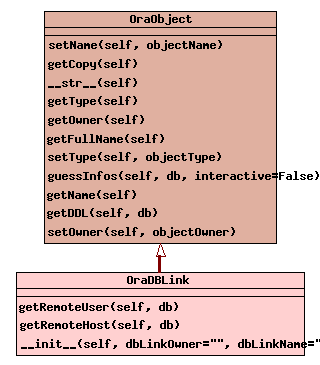 OraObject
setName(self, objectName)
getCopy(self)
__str__(self)
getType(self)
getOwner(self)
getFullName(self)
setType(self, objectType)
guessInfos(self, db, interactive=False)
getName(self)
getDDL(self, db)
setOwner(self, objectOwner)
OraDBLink
getRemoteUser(self, db)
getRemoteHost(self, db)
__init__(self, dbLinkOwner="", dbLinkName="